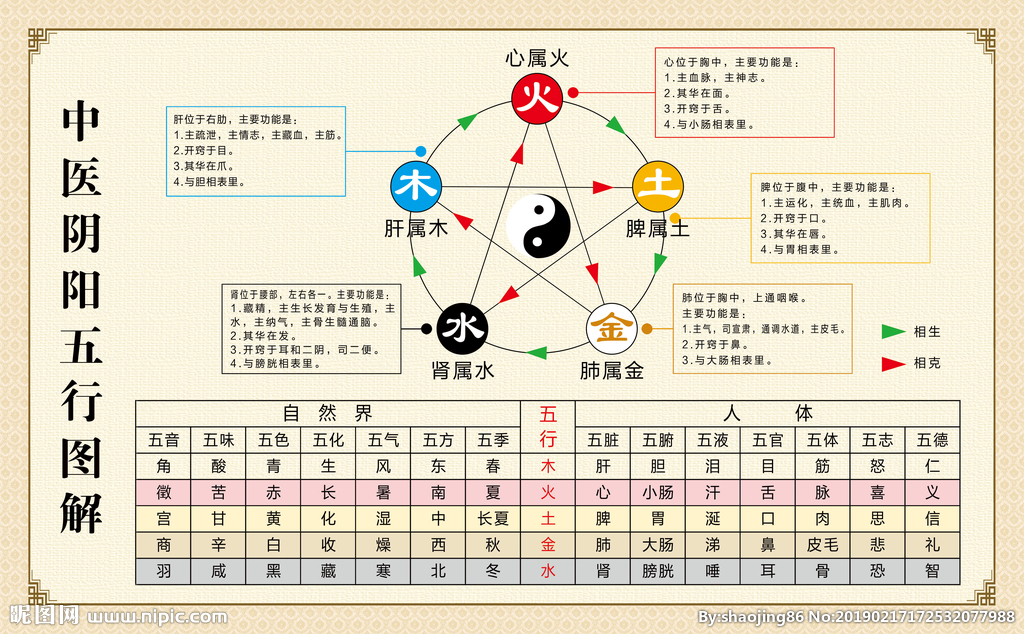 中医阴阳五行图解
心属火
火
心位于胸中，主要功能是：
1.主血脉，主神志。
2.其华在面。
3.开窍于舌。
4.与小肠相表里。
肝位于右肋，主要功能是：
1.主疏泄，主情志，主藏血，主筋。
2.开窍于目。
3.其华在爪。
4.与胆相表里。
木
肝属木
土
脾属土
脾位于腹中，主要功能是：
1.主运化，主统血，主肌肉。
2.开窍于口。
3.其华在唇。
4.与胃相表里。
肾位于腰部，左右各一。主要功能是：
1.藏精，主生长发育与生殖，主
水，主纳气，主骨生髓通脑。
2.其华在发。
3.开窍于耳和二阴，司二便。
4.与膀胱相表里。
水
肾属水
金
肺属金
肺位于胸中，上通咽喉。
主要功能是：
1.主气，司宣肃，通调水道，主皮毛。
2.开窍于鼻。
3.与大肠相表里。
相生
相克
自然界 五行 人体
五音 五味 五色 五化 五气 五方 五季 五脏 五腑 五液 五官 五体 五志 五德
角 酸 青 生 风 东 春 木 肝 胆 泪 目 筋 怒 仁
徵 苦 赤 长 暑 南 夏 火 心 小肠 汗 舌 脉 喜 义
宫 甘 黄 化 湿 中 长夏 土 脾 胃 涎 口 肉 思 信
商 辛 白 收 燥 西 秋 金 肺 大肠 涕 鼻 皮毛 悲 礼
羽 咸 黑 藏 寒 北 冬 水 肾 膀胱 唾 耳 骨 恐 智
昵图网 www.nipic.com
By:shaojing86 No:20190217172532077988